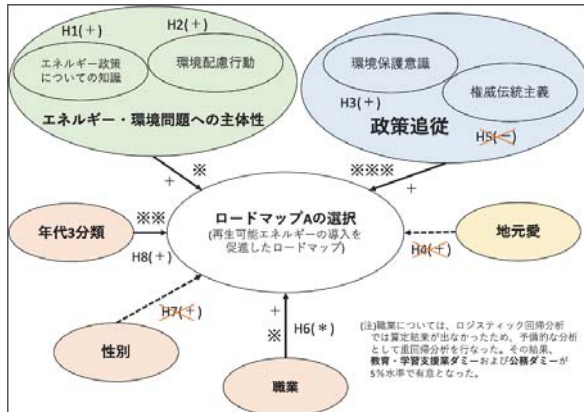 H1(+)
H2(+)
エネルギー政策
についての知識
環境配慮行動
エネルギー・環境問題への主体性
環境保護意識
権威伝統主義
H3(+)
政策追従
H5(−)
※
+
※※※
+
ロードマップAの選択
(再生可能エネルギーの導入を
促進したロードマップ)
年代3分類
※※
H8(+)
地元愛
H4(+)
H7(+)
性別
+
※
H6(*)
職業
(注)職業については、ロジスティック回帰分析
では算定結果が出なかったため、予備的な分析
として重回帰分析を行なった。その結果、
教育・学習支援業ダミーおよび公務ダミーが
5%水準で有意となった。